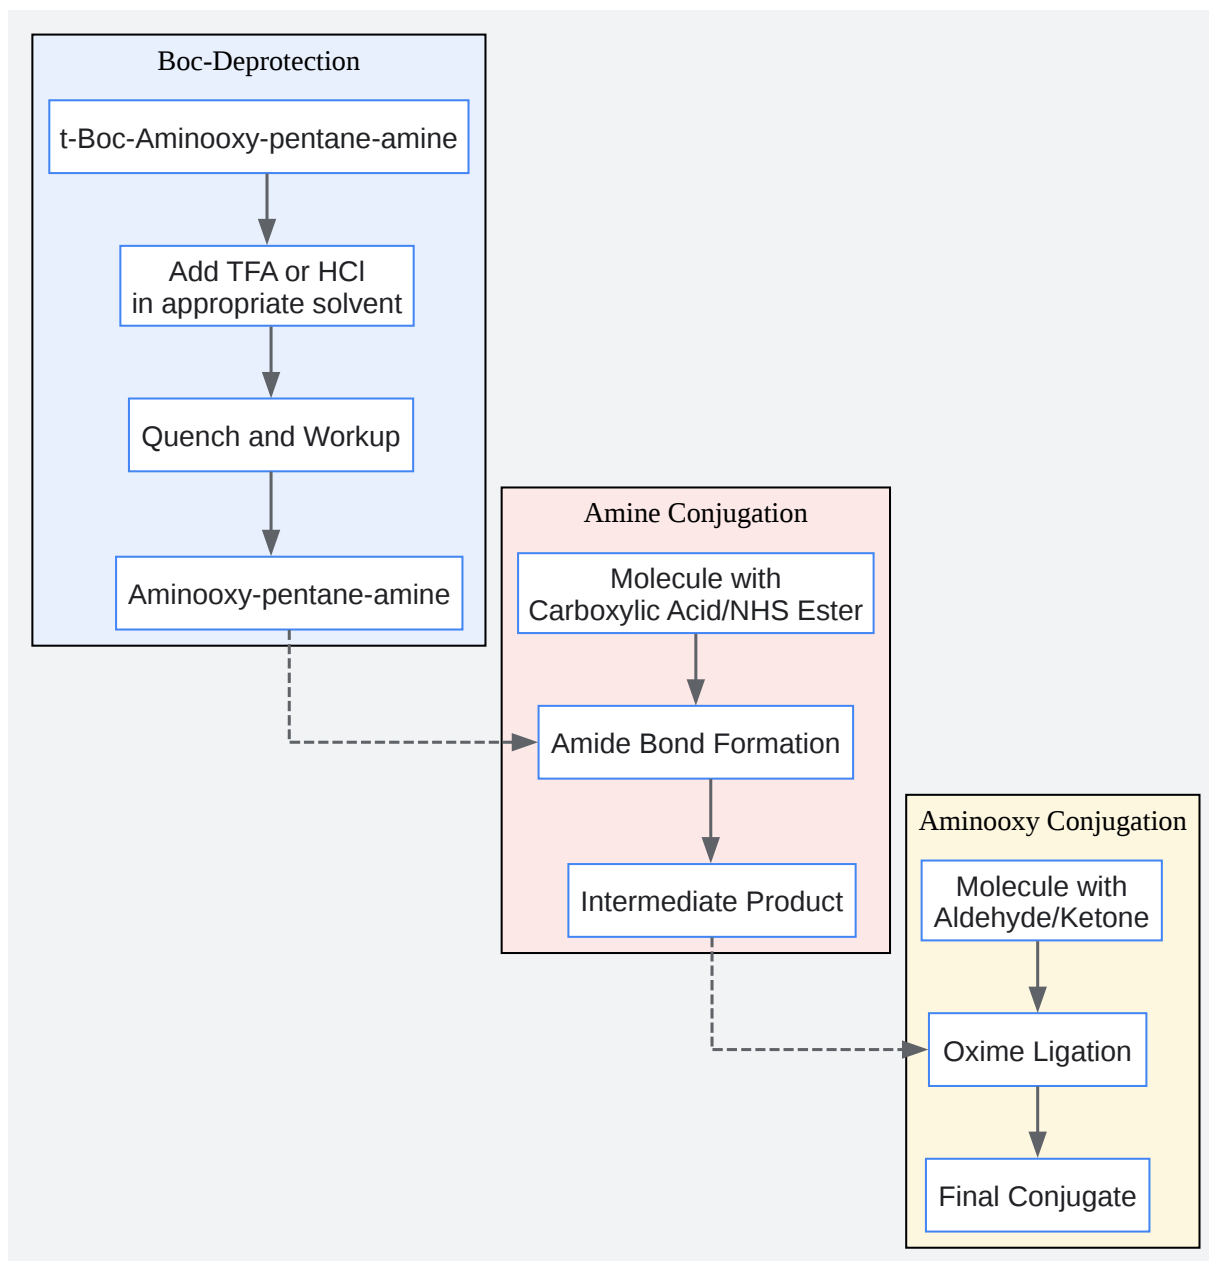 Boc-Deprotection
t-Boc-Aminooxy-pentane-amine
Add TFA or HCl
in appropriate solvent
Quench and Workup
Aminooxy-pentane-amine
Amine Conjugation
Molecule with
Carboxylic Acid/NHS Ester
Amide Bond Formation
Intermediate Product
Aminooxy Conjugation
Molecule with
Aldehyde/Ketone
Oxime Ligation
Final Conjugate